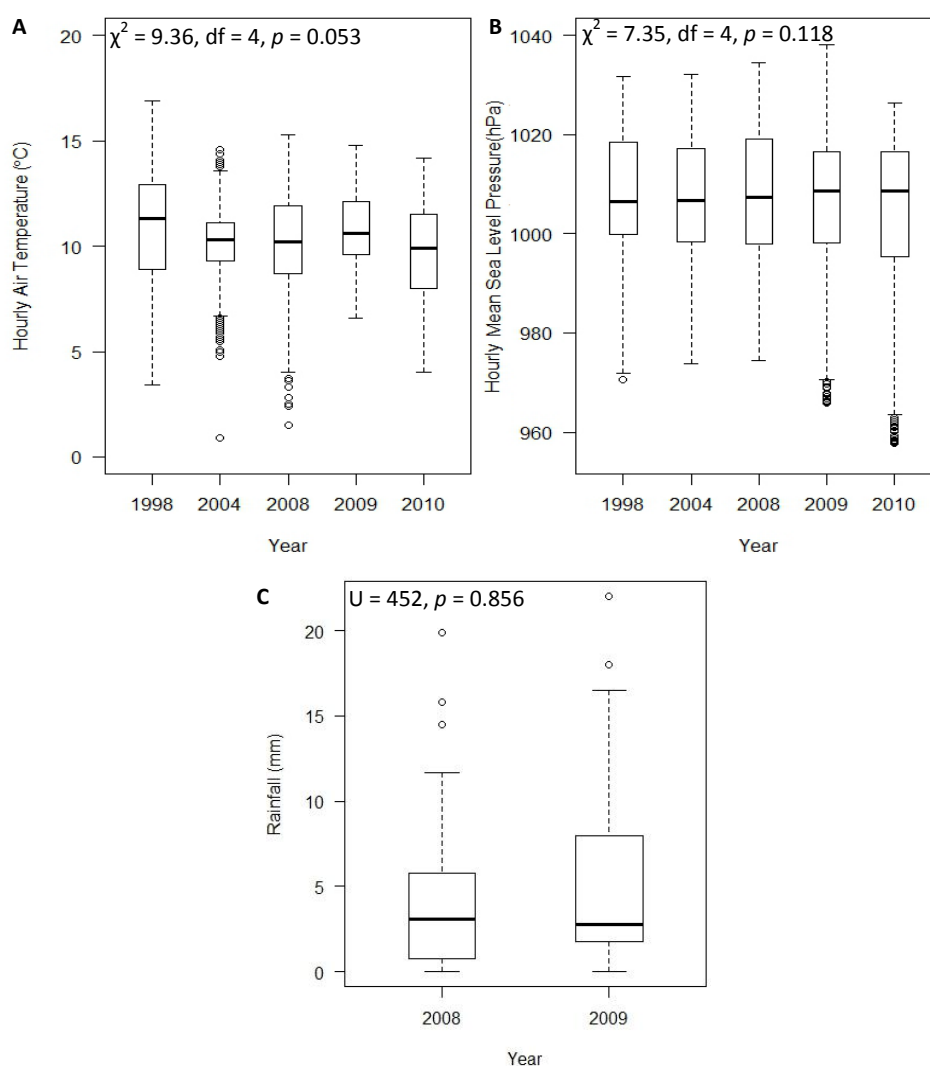 A
χ² = 9.36, df = 4, p = 0.053
20
15
10
5
0
Hourly Air Temperature (ºC)
1998 2004 2008 2009 2010
Year
B
χ² = 7.35, df = 4, p = 0.118
1040
1020
1000
980
960
Hourly Mean Sea Level Pressure(hPa)
1998 2004 2008 2009 2010
Year
C
U = 452, p = 0.856
20
15
10
5
0
Rainfall (mm)
2008 2009
Year